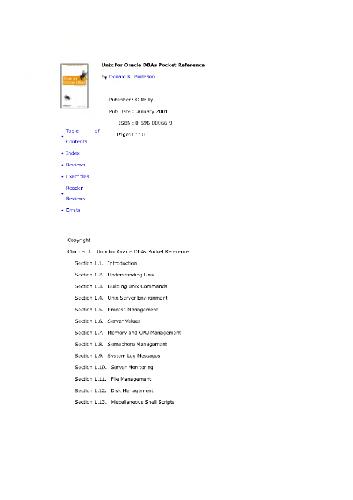 Unix for Oracle DBAs Pocket Reference
By Donald K. Burleson
Publisher: O'Reilly
Pub Date: January 2001
ISBN: 0-596-00066-9
Pages: 110
• Table of
Contents
• Index
• Reviews
• Examples
• Reader
Reviews
• Errata
Copyright
Chapter 1. Unix for Oracle DBAs Pocket Reference
Section 1.1. Introduction
Section 1.2. Understanding Unix
Section 1.3. Building Unix Commands
Section 1.4. Unix Server Environment
Section 1.5. Process Management
Section 1.6. Server Values
Section 1.7. Memory and CPU Management
Section 1.8. Semaphore Management
Section 1.9. System Log Messages
Section 1.10. Server Monitoring
Section 1.11. File Management
Section 1.12. Disk Management
Section 1.13. Miscellaneous Shell Scripts